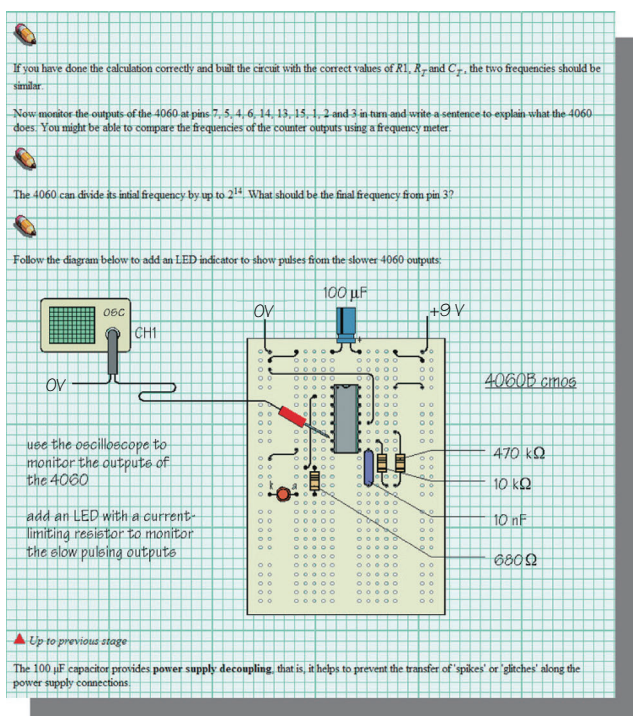 If you have done the calculation correctly and built the circuit with the correct values of R1, RT and CT, the two frequencies should be
similar.
Now monitor the outputs of the 4060 at pins 7, 5, 4, 6, 14, 13, 15, 1, 2 and 3 in turn and write a sentence to explain what the 4060
does. You might be able to compare the frequencies of the counter outputs using a frequency meter.
The 4060 can divide its intial frequency by up to 2^14. What should be the final frequency from pin 3?
Follow the diagram below to add an LED indicator to show pulses from the slower 4060 outputs:
100 µF
0V
+9 V
OSC
CH1
+
4060B cmos
0V
use the oscilloscope to
monitor the outputs of
the 4060
470 kΩ
10 kΩ
k
a
add an LED with a current-
limiting resistor to monitor
the slow pulsing outputs
10 nF
680Ω
Up to previous stage
The 100 µF capacitor provides power supply decoupling, that is, it helps to prevent the transfer of 'spikes' or 'glitches' along the
power supply connections.